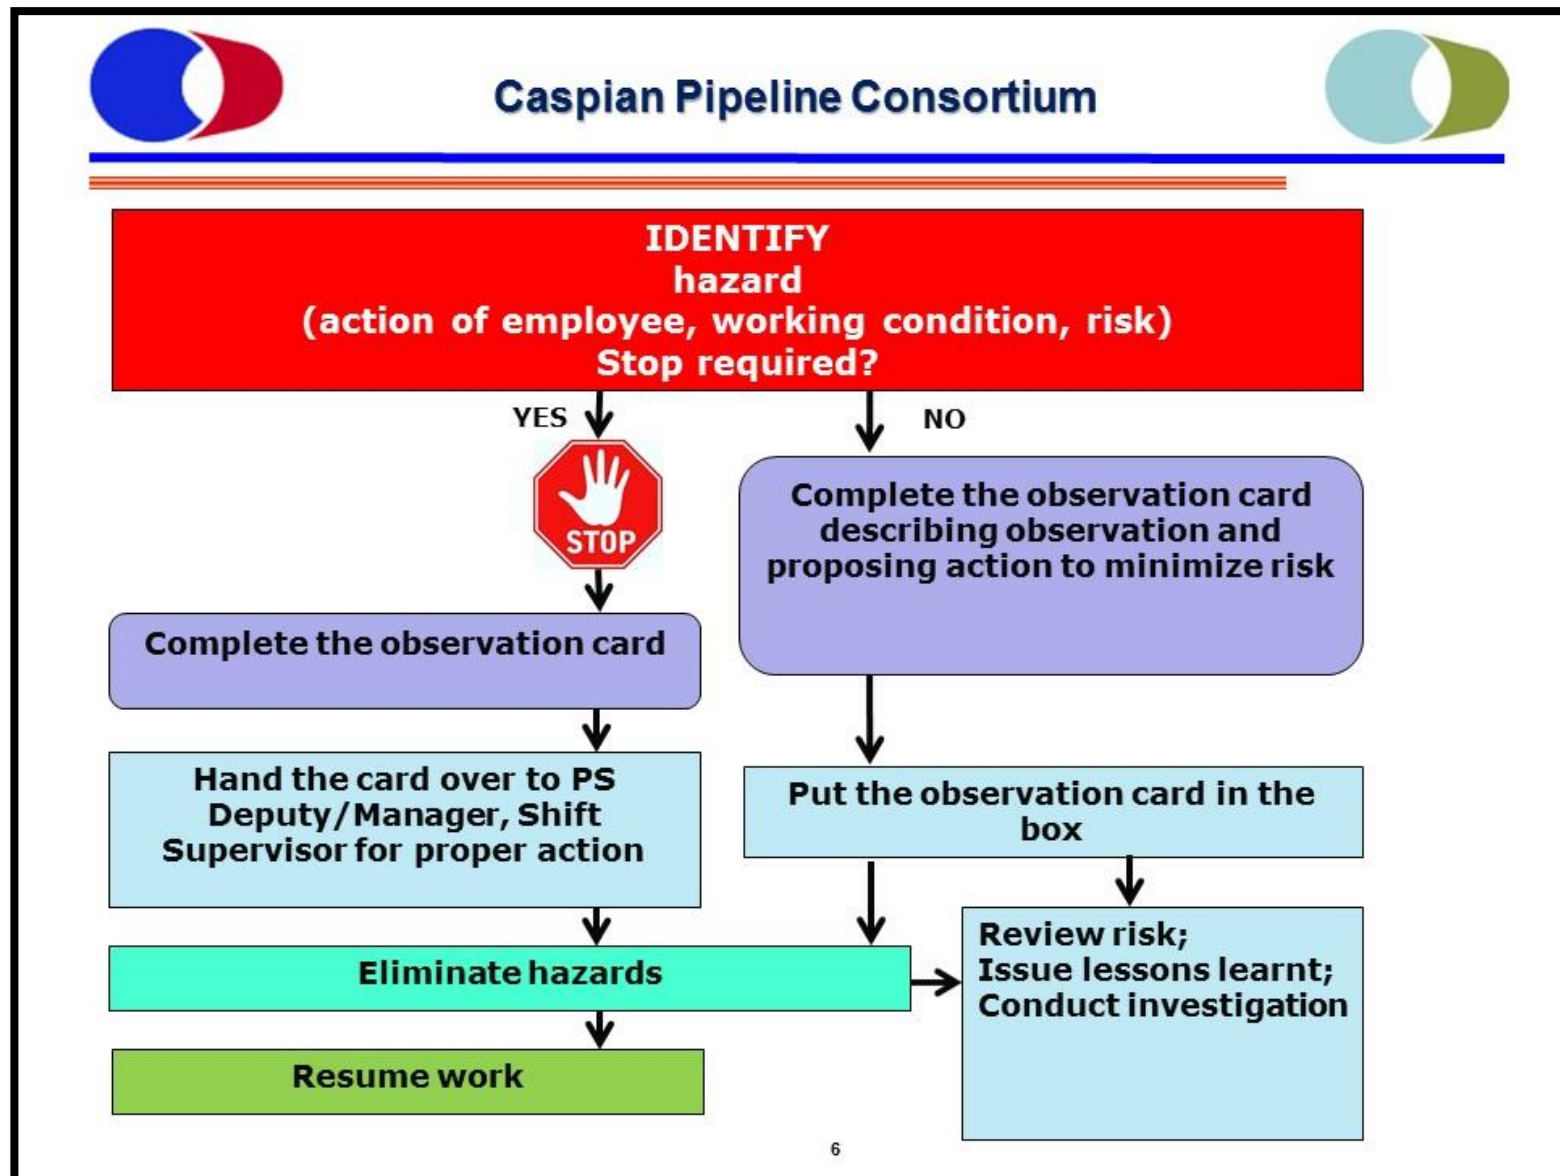 Caspian Pipeline Consortium
IDENTIFY
hazard
(action of employee, working condition, risk)
Stop required?
YES
NO
STOP
Complete the observation card
describing observation and
proposing action to minimize risk
Complete the observation card
Hand the card over to PS
Deputy/Manager, Shift
Supervisor for proper action
Put the observation card in the
box
Eliminate hazards
Review risk;
Issue lessons learnt;
Conduct investigation
Resume work
6